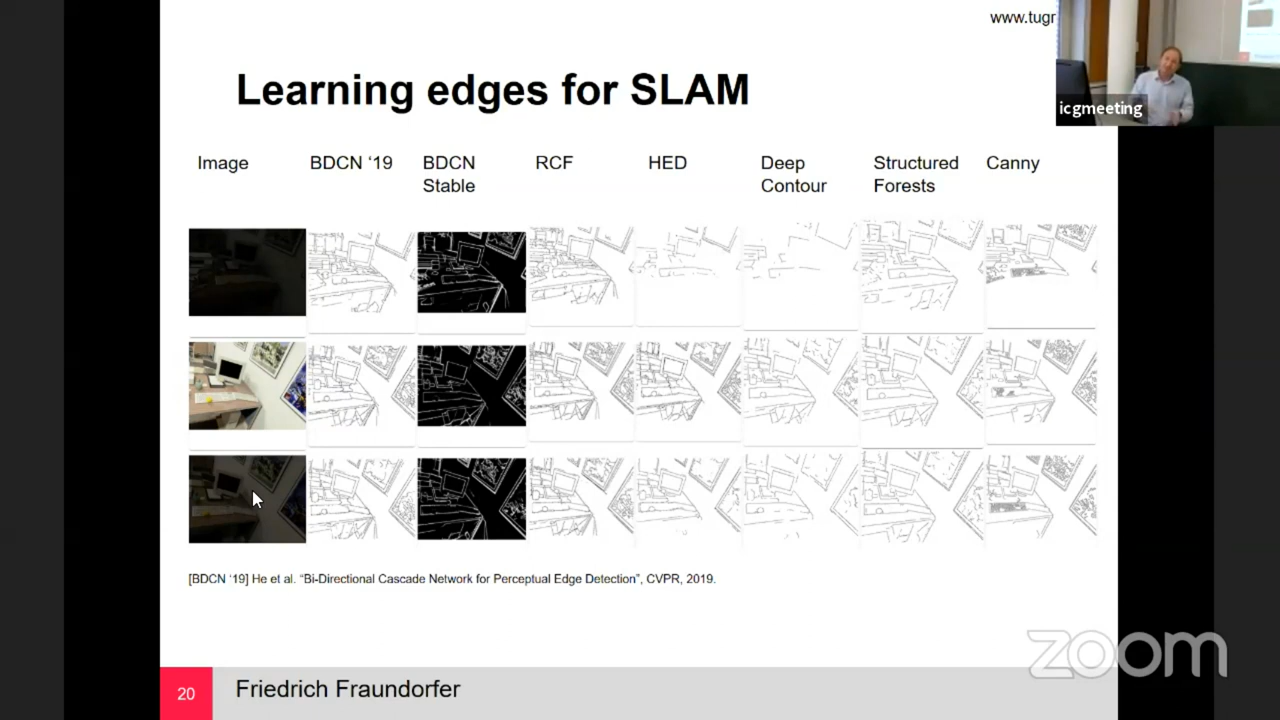 www.tugr
Learning edges for SLAM
icgmeeting
Image BDCN ‘19 BDCN Stable RCF HED Deep Contour Structured Forests Canny
[BDCN ‘19] He et al. “Bi-Directional Cascade Network for Perceptual Edge Detection”, CVPR, 2019.
zoom
20 Friedrich Fraundorfer